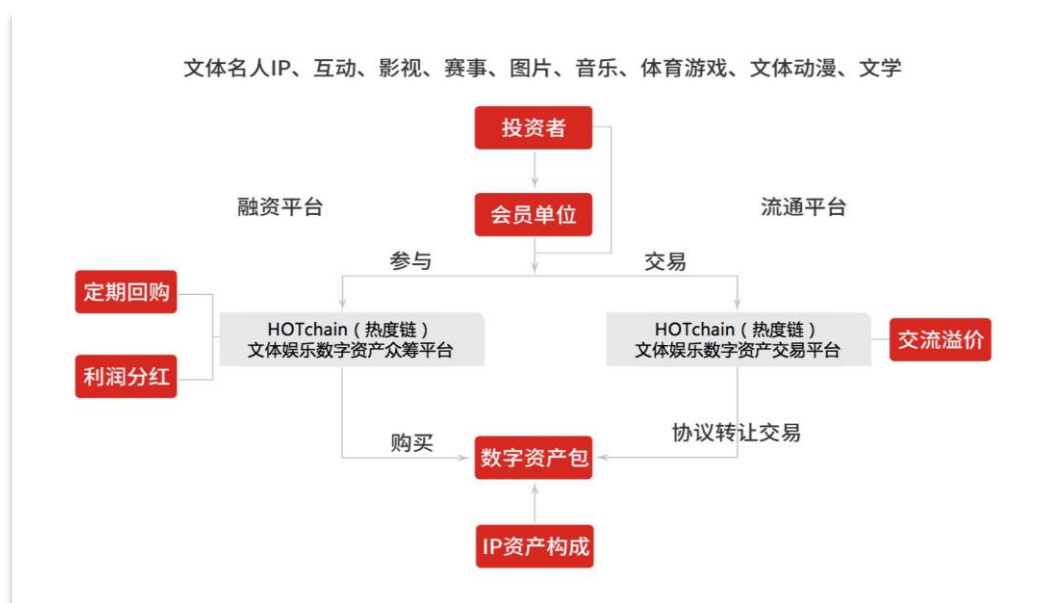 文体名人IP、互动、影视、赛事、图片、音乐、体育游戏、文体动漫、文学
投资者
融资平台
会员单位
流通平台
参与
交易
定期回购
HOTchain（热度链）
文体娱乐数字资产众筹平台
HOTchain（热度链）
文体娱乐数字资产交易平台
交流溢价
利润分红
购买
协议转让交易
数字资产包
IP资产构成